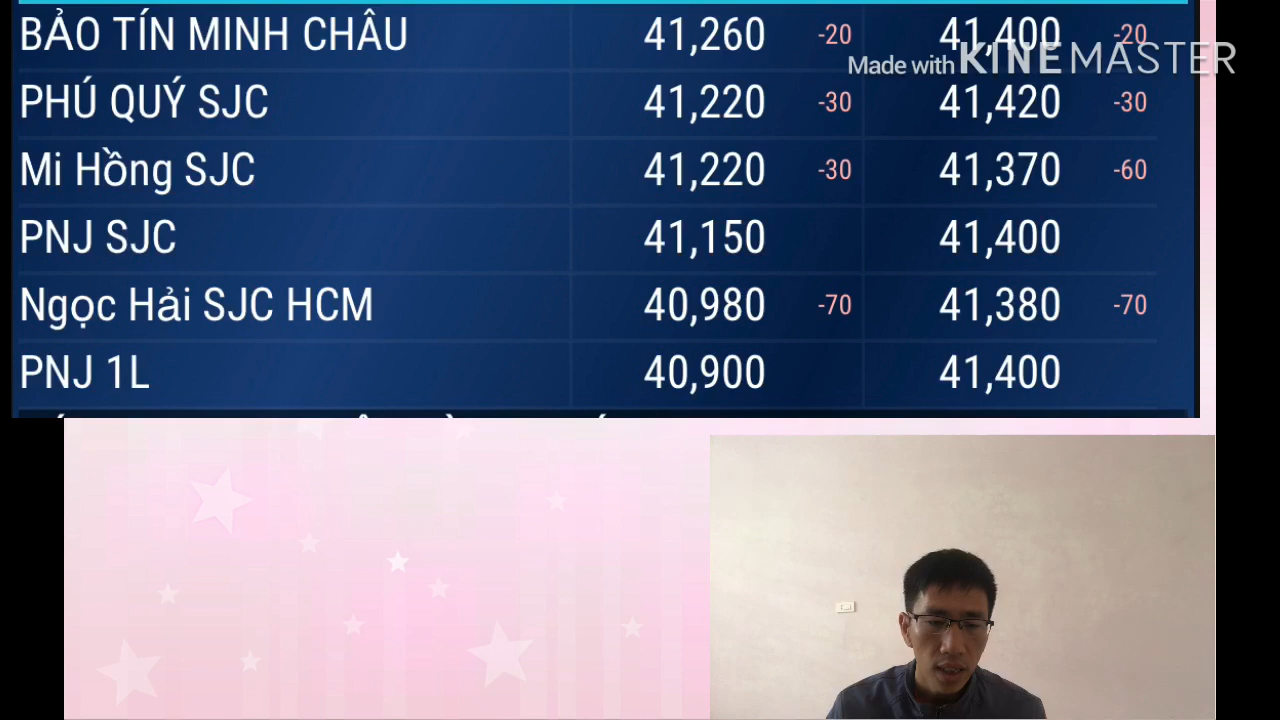 BẢO TÍN MINH CHÂU 41,260 -20 41,400 -20
Made with KINEMASTER
PHÚ QUÝ SJC 41,220 -30 41,420 -30
Mi Hồng SJC 41,220 -30 41,370 -60
PNJ SJC 41,150 41,400
Ngọc Hải SJC HCM 40,980 -70 41,380 -70
PNJ 1L 40,900 41,400